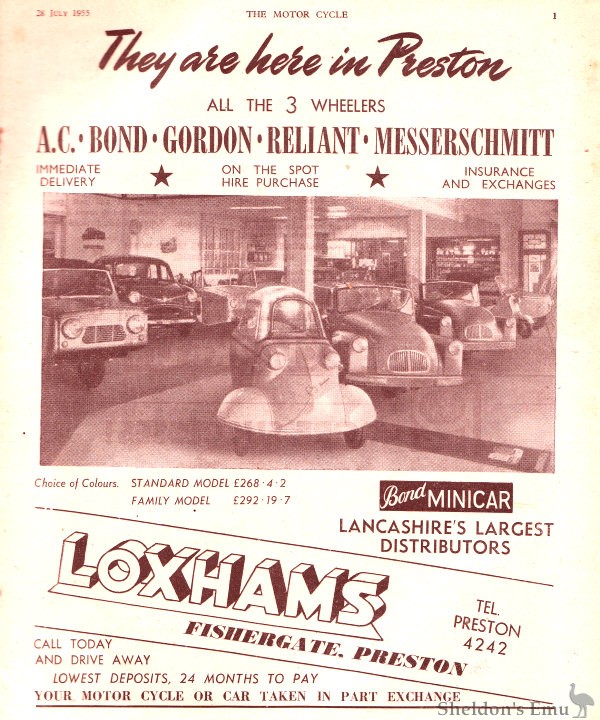 28 JULY 1955
THE MOTOR CYCLE
1
They are here in Preston
ALL THE 3 WHEELERS
A.C. · BOND · GORDON · RELIANT · MESSERSCHMITT
IMMEDIATE DELIVERY
★
ON THE SPOT HIRE PURCHASE
★
INSURANCE AND EXCHANGES
Choice of Colours. STANDARD MODEL £268·4·2
FAMILY MODEL £292·19·7
Bond MINICAR
LANCASHIRE'S LARGEST
DISTRIBUTORS
LOXHAMS
FISHERGATE, PRESTON
TEL.
PRESTON
4242
CALL TODAY
AND DRIVE AWAY
LOWEST DEPOSITS, 24 MONTHS TO PAY
YOUR MOTOR CYCLE OR CAR TAKEN IN PART EXCHANGE
Sheldon's Emu